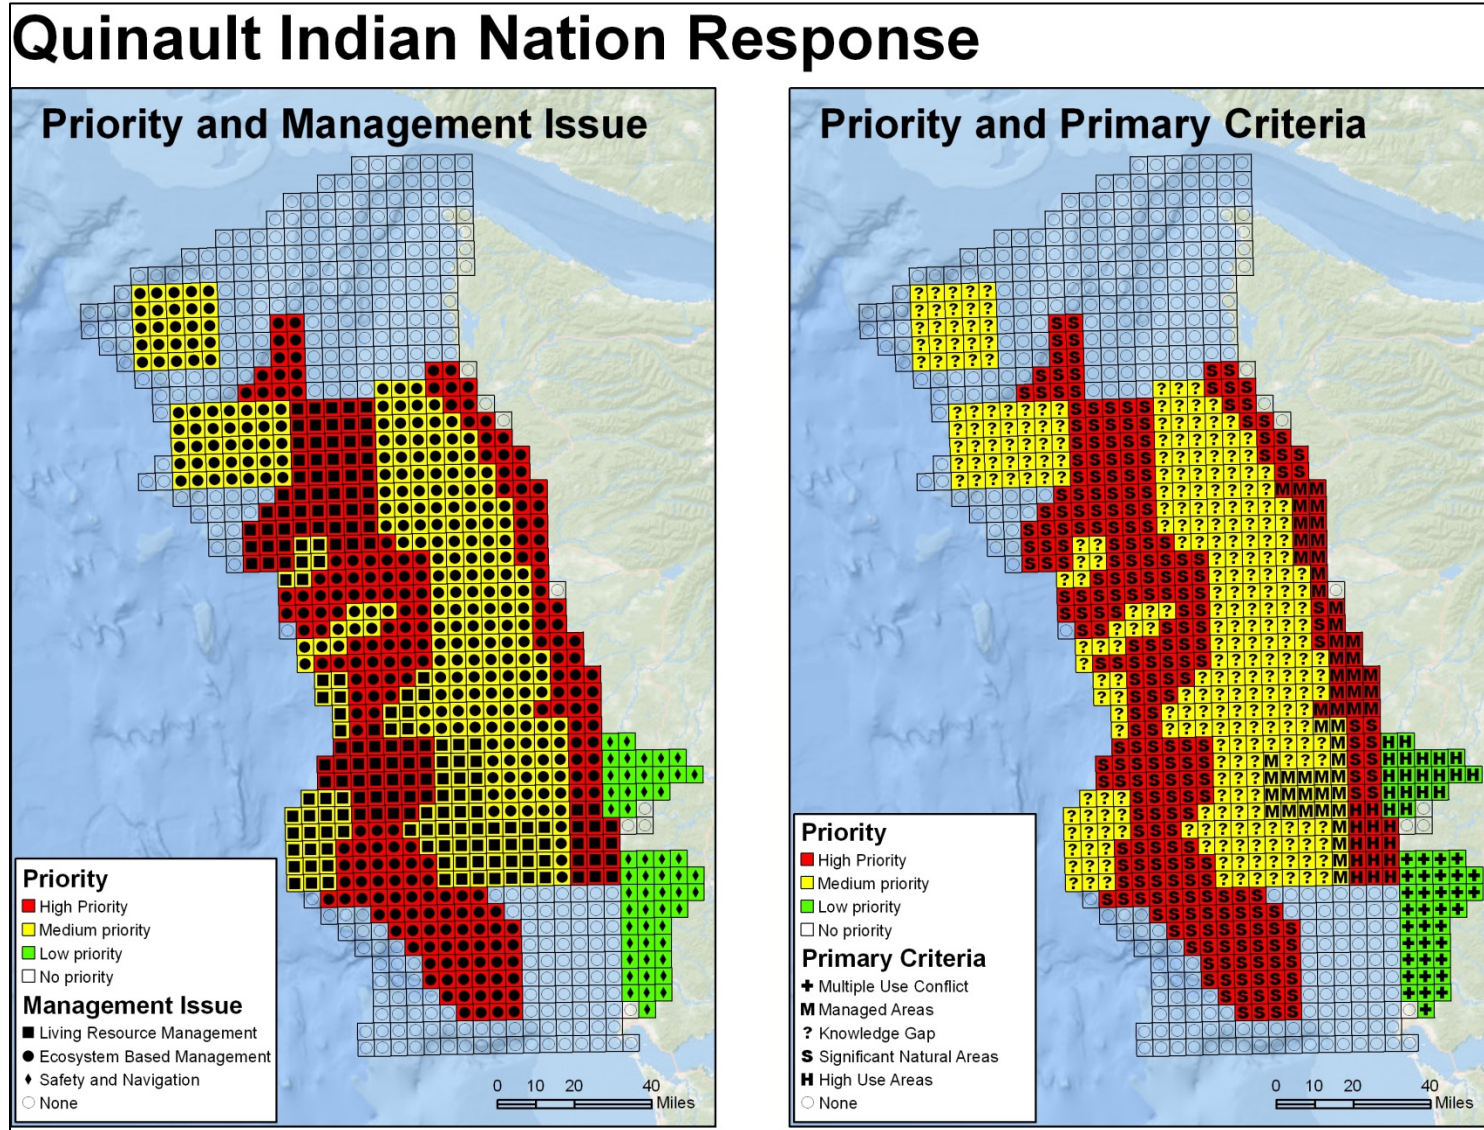 Quinault Indian Nation Response
Priority and Management Issue
Priority
High Priority
Medium priority
Low priority
No priority
Management Issue
Living Resource Management
Ecosystem Based Management
Safety and Navigation
None
0 10 20 40
Miles
Priority and Primary Criteria
Priority
High Priority
Medium priority
Low priority
No priority
Primary Criteria
Multiple Use Conflict
M Managed Areas
? Knowledge Gap
S Significant Natural Areas
H High Use Areas
None
0 10 20 40
Miles